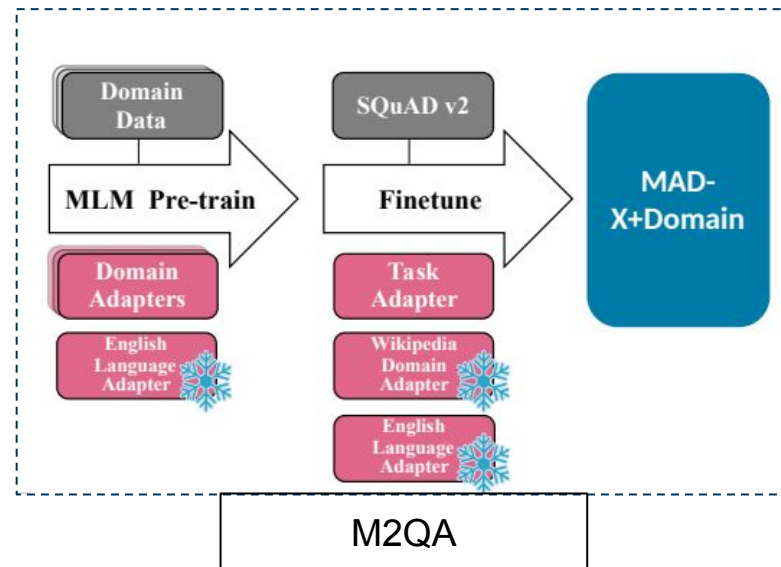 Domain
Data
MLM Pre-train
Domain
Adapters
English
Language
Adapter
SQuAD v2
Finetune
Task
Adapter
Wikipedia
Domain
Adapter
English
Language
Adapter
MAD-
X+Domain
M2QA